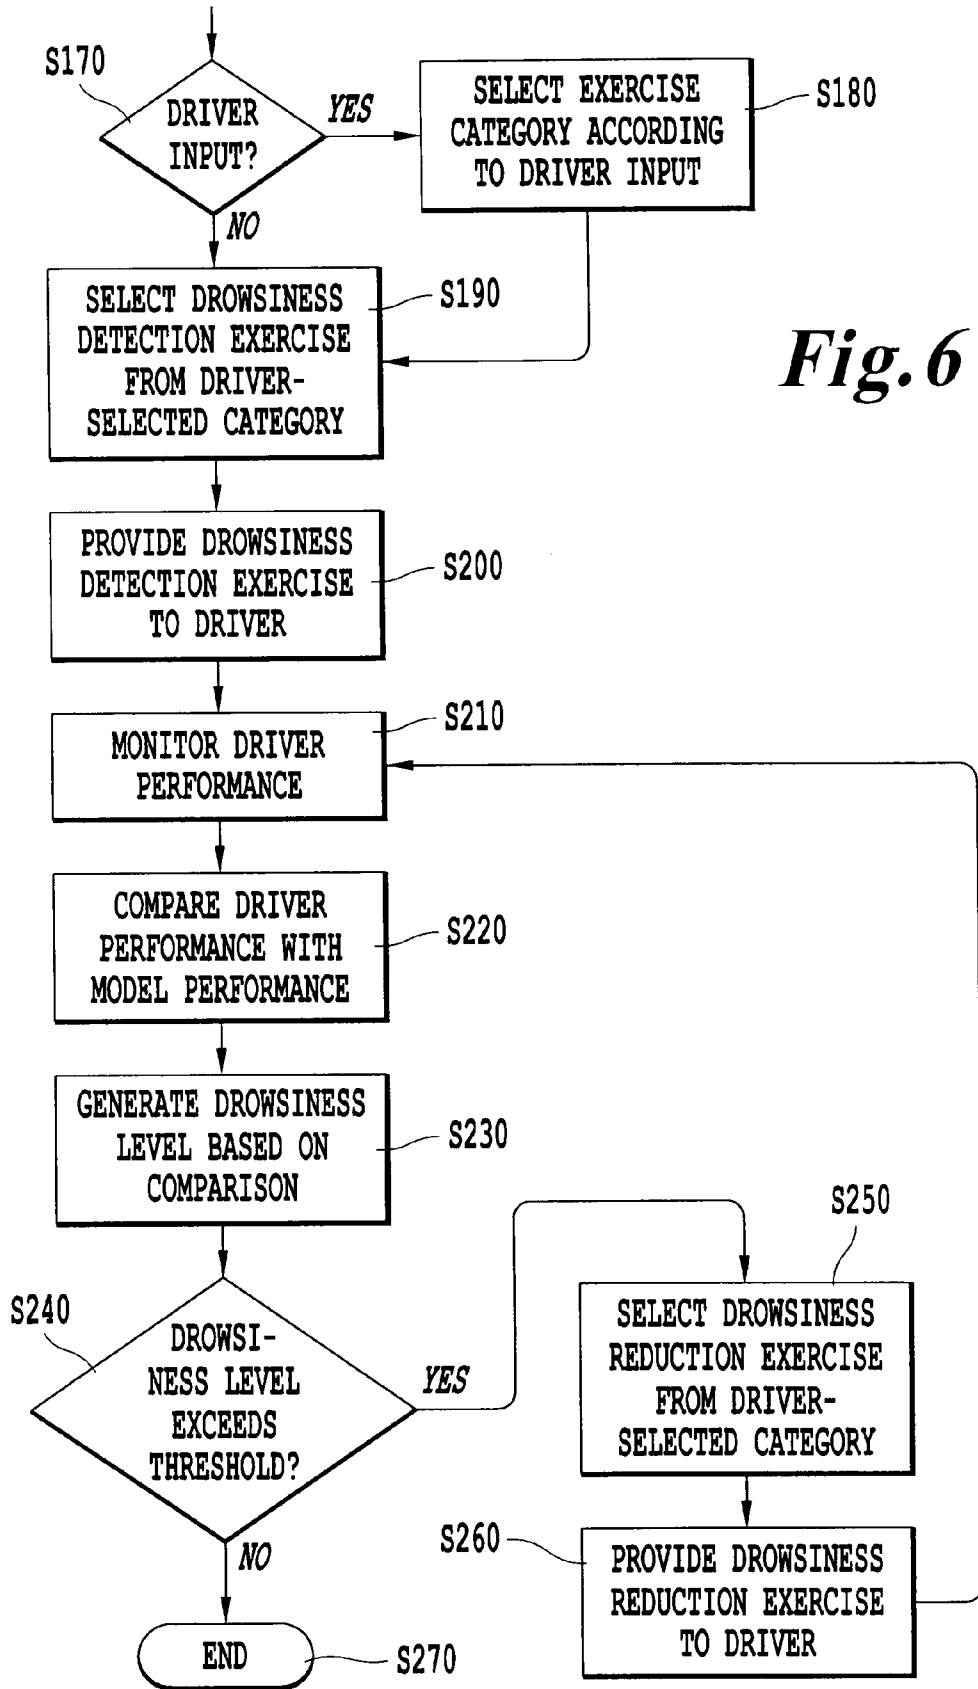 S170
DRIVER
INPUT?
YES
SELECT EXERCISE
CATEGORY ACCORDING
TO DRIVER INPUT
S180
NO
SELECT DROWSINESS
DETECTION EXERCISE
FROM DRIVER-
SELECTED CATEGORY
S190
Fig. 6
PROVIDE DROWSINESS
DETECTION EXERCISE
TO DRIVER
S200
MONITOR DRIVER
PERFORMANCE
S210
COMPARE DRIVER
PERFORMANCE WITH
MODEL PERFORMANCE
S220
GENERATE DROWSINESS
LEVEL BASED ON
COMPARISON
S230
S240
DROWSI-
NESS LEVEL
EXCEEDS
THRESHOLD?
YES
S250
SELECT DROWSINESS
REDUCTION EXERCISE
FROM DRIVER-
SELECTED CATEGORY
S260
PROVIDE DROWSINESS
REDUCTION EXERCISE
TO DRIVER
NO
END
S270